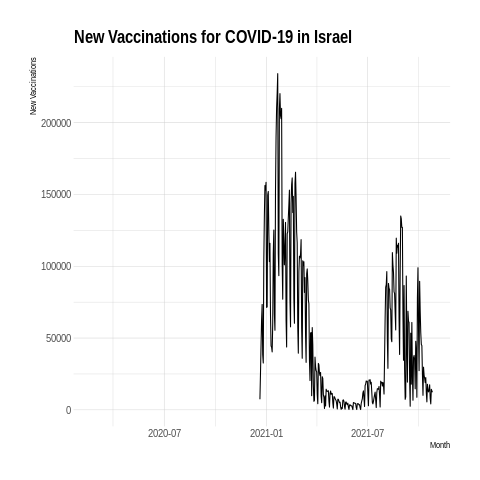 New Vaccinations for COVID-19 in Israel
New Vaccinations
200000
150000
100000
50000
0
2020-07
2021-01
2021-07
Month